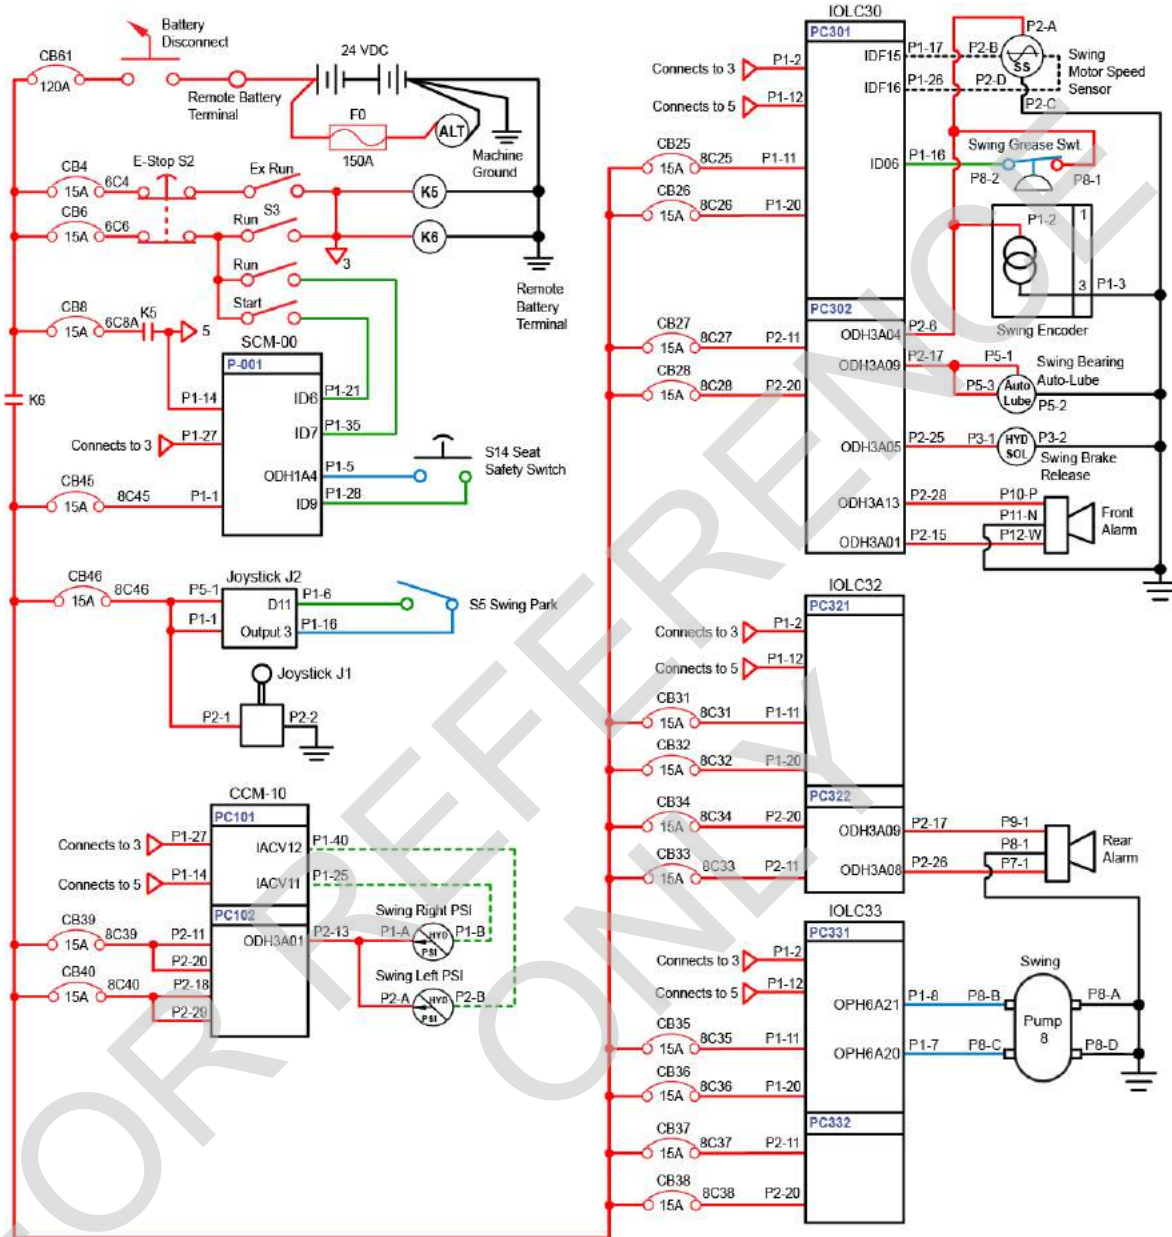 Battery
Disconnect
CB61
120A
24 VDC
Remote Battery
Terminal
F0
150A
ALT
Machine
Ground
CB4
15A
6C4
E-Stop S2
Ex Run
K5
CB6
15A
6C6
Run
S3
K6
3
Run
Start
Remote
Battery
Terminal
CB8
15A
6C8A
K5
5
SCM-00
P-001
P1-14
ID6
P1-21
ID7
P1-35
Connects to 3
P1-27
ODH1A4
P1-5
ID9
P1-28
S14 Seat
Safety Switch
K6
CB45
15A
8C45
P1-1
CB46
15A
8C46
P5-1
P1-1
Joystick J2
D11
P1-6
Output 3
P1-16
S5 Swing Park
Joystick J1
P2-1
P2-2
CCM-10
PC101
Connects to 3
P1-27
IACV12
P1-40
Connects to 5
P1-14
IACV11
P1-25
PC102
CB39
15A
8C39
P2-11
P2-20
ODH3A01
P2-13
Swing Right PSI
P1-A
HYD
PSI
P1-B
CB40
15A
8C40
P2-18
P2-29
Swing Left PSI
P2-A
HYD
PSI
P2-B
IOLC30
PC301
Connects to 3
P1-2
IDF15
P1-17
P2-B
P2-A
SS
Swing
Motor Speed
Sensor
Connects to 5
P1-12
IDF16
P1-26
P2-D
P2-C
CB25
15A
8C25
P1-11
ID06
P1-16
Swing Grease Swt.
P8-2
P8-1
CB26
15A
8C26
P1-20
P1-2
1
3
P1-3
Swing Encoder
PC302
CB27
15A
8C27
P2-11
ODH3A04
P2-6
ODH3A09
P2-17
P5-1
P5-3
Auto
Lube
P5-2
Swing Bearing
Auto-Lube
CB28
15A
8C28
P2-20
ODH3A05
P2-25
P3-1
HYD
SOL
P3-2
Swing Brake
Release
ODH3A13
P2-28
P10-P
P11-N
ODH3A01
P2-15
P12-W
Front
Alarm
IOLC32
PC321
Connects to 3
P1-2
Connects to 5
P1-12
CB31
15A
8C31
P1-11
CB32
15A
8C32
P1-20
PC322
CB34
15A
8C34
P2-20
ODH3A09
P2-17
P9-1
P8-1
CB33
15A
8C33
P2-11
ODH3A08
P2-26
P7-1
Rear
Alarm
IOLC33
PC331
Connects to 3
P1-2
Connects to 5
P1-12
OPH6A21
P1-8
P8-B
Swing
Pump
8
P8-A
CB35
15A
8C35
P1-11
OPH6A20
P1-7
P8-C
P8-D
CB36
15A
8C36
P1-20
PC332
CB37
15A
8C37
P2-11
CB38
15A
8C38
P2-20
FOR REFERENCE
ONLY